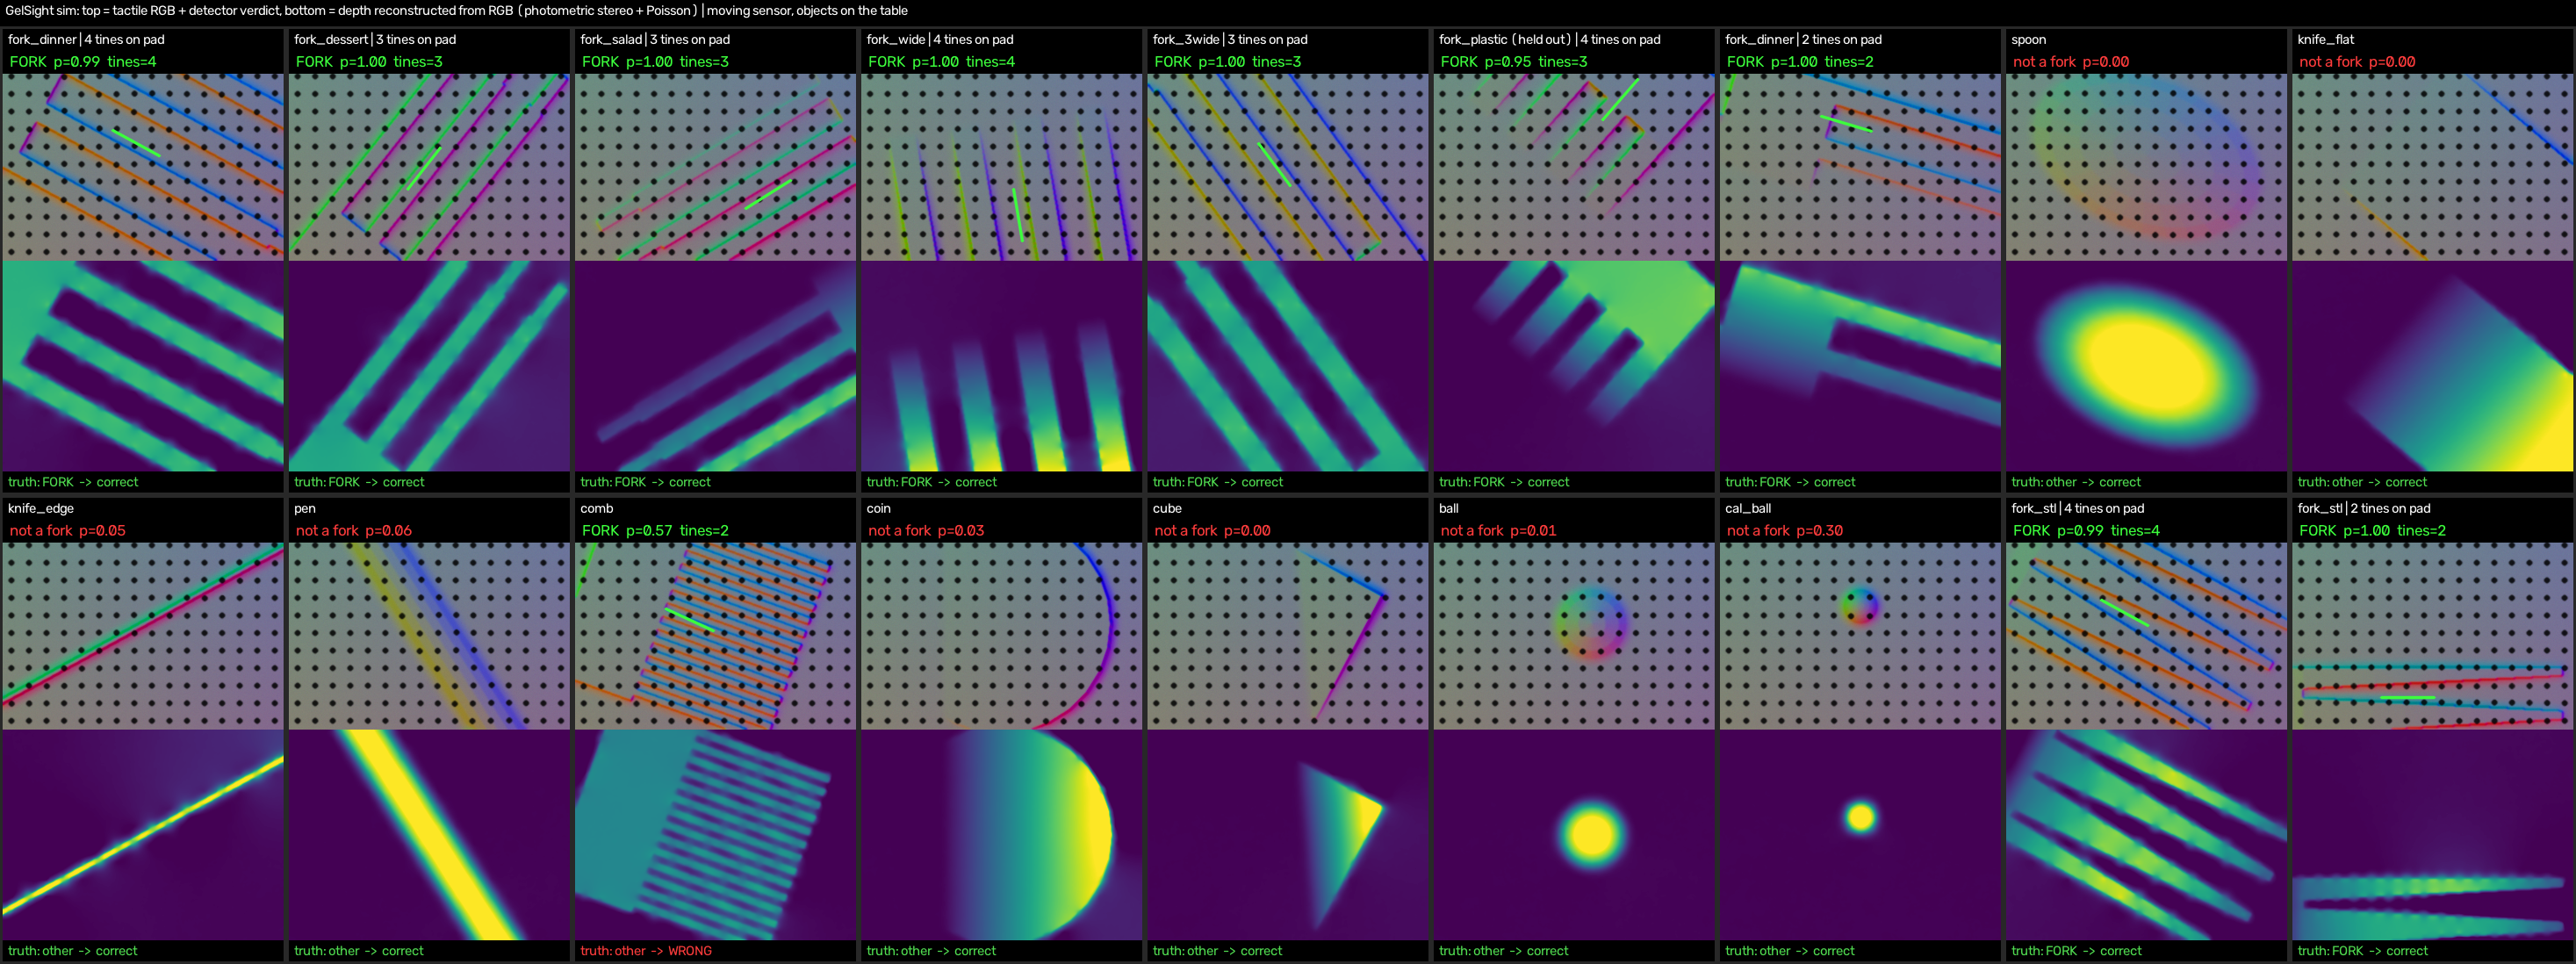 GelSight sim: top = tactile RGB + detector verdict, bottom = depth reconstructed from RGB (photometric stereo + Poisson) | moving sensor, objects on the table
fork_dinner | 4 tines on pad
FORK p=0.99 tines=4
truth: FORK -> correct
fork_dessert | 3 tines on pad
FORK p=1.00 tines=3
truth: FORK -> correct
fork_salad | 3 tines on pad
FORK p=1.00 tines=3
truth: FORK -> correct
fork_wide | 4 tines on pad
FORK p=1.00 tines=4
truth: FORK -> correct
fork_3wide | 3 tines on pad
FORK p=1.00 tines=3
truth: FORK -> correct
fork_plastic (held out) | 4 tines on pad
FORK p=0.95 tines=3
truth: FORK -> correct
fork_dinner | 2 tines on pad
FORK p=1.00 tines=2
truth: FORK -> correct
spoon
not a fork p=0.00
truth: other -> correct
knife_flat
not a fork p=0.00
truth: other -> correct
knife_edge
not a fork p=0.05
truth: other -> correct
pen
not a fork p=0.06
truth: other -> correct
comb
FORK p=0.57 tines=2
truth: other -> WRONG
coin
not a fork p=0.03
truth: other -> correct
cube
not a fork p=0.00
truth: other -> correct
ball
not a fork p=0.01
truth: other -> correct
cal_ball
not a fork p=0.30
truth: other -> correct
fork_stl | 4 tines on pad
FORK p=0.99 tines=4
truth: FORK -> correct
fork_stl | 2 tines on pad
FORK p=1.00 tines=2
truth: FORK -> correct